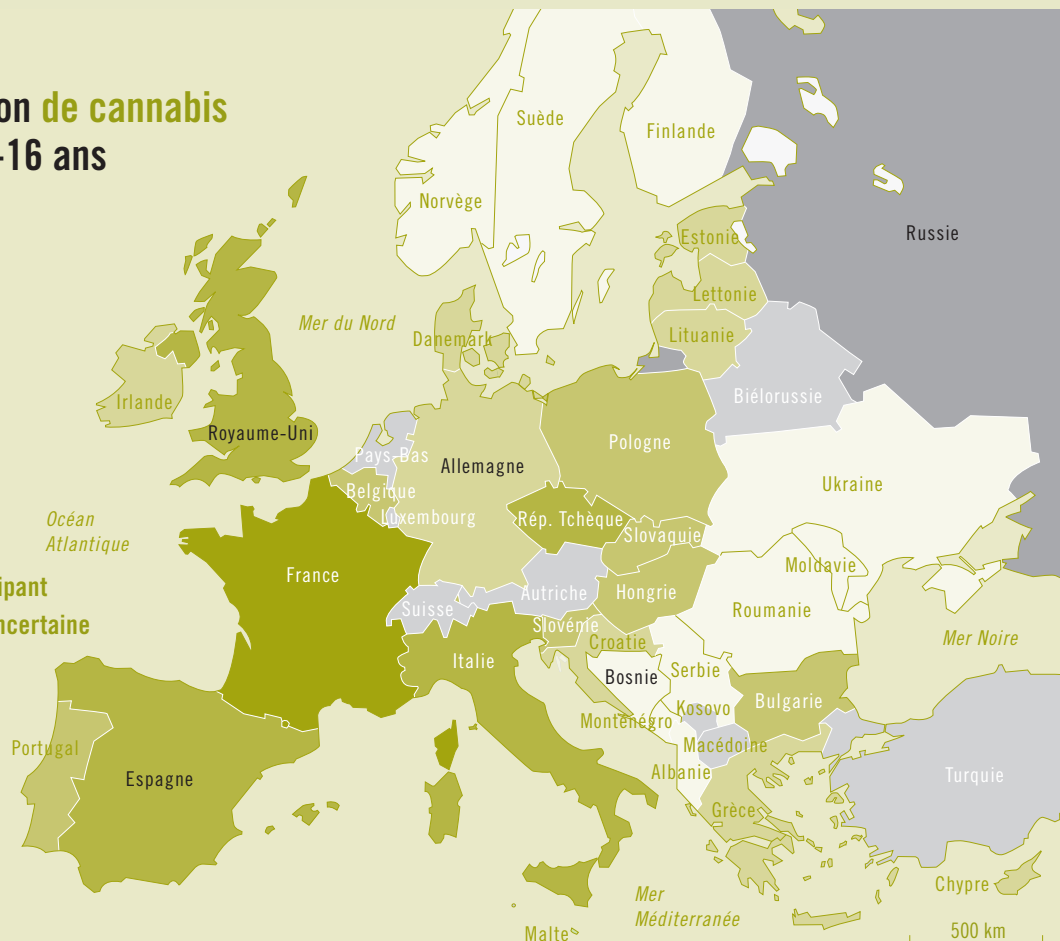 on de cannabis
-16 ans
Suède
Finlande
Norvège
Russie
Estonie
Lettonie
Mer du Nord
Danemark
Lituanie
Irlande
Biélorussie
Royaume-Uni
Pologne
Pays-Bas
Allemagne
Ukraine
Belgique
Luxembourg
Rép. Tchèque
Océan
Atlantique
Slovaquie
Moldavie
France
ipant
Autriche
Hongrie
Suisse
Roumanie
ncertaine
Slovénie
Croatie
Mer Noire
Italie
Serbie
Bosnie
Bulgarie
Kosovo
Monténégro
Portugal
Macédoine
Espagne
Albanie
Turquie
Grèce
Chypre
Mer
Méditerranée
Malte
500 km